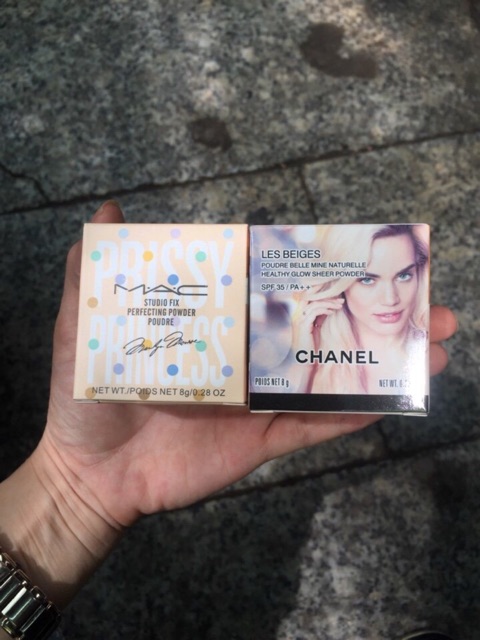 PRISSY
M·A·C
STUDIO FIX
PERFECTING POWDER
POUDRE
PRINCESS
NET WT./POIDS NET 8g/0.28 OZ
LES BEIGES
POUDRE BELLE MINE NATURELLE
HEALTHY GLOW SHEER POWDER
SPF 35 / PA++
CHANEL
POIDS NET 8 g
NET WT.